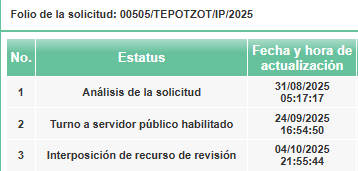 Folio de la solicitud: 00505/TEPOTZOT/IP/2025
No. Estatus Fecha y hora de actualización
1 Análisis de la solicitud 31/08/2025 05:17:17
2 Turno a servidor público habilitado 24/09/2025 16:54:50
3 Interposición de recurso de revisión 04/10/2025 21:55:44